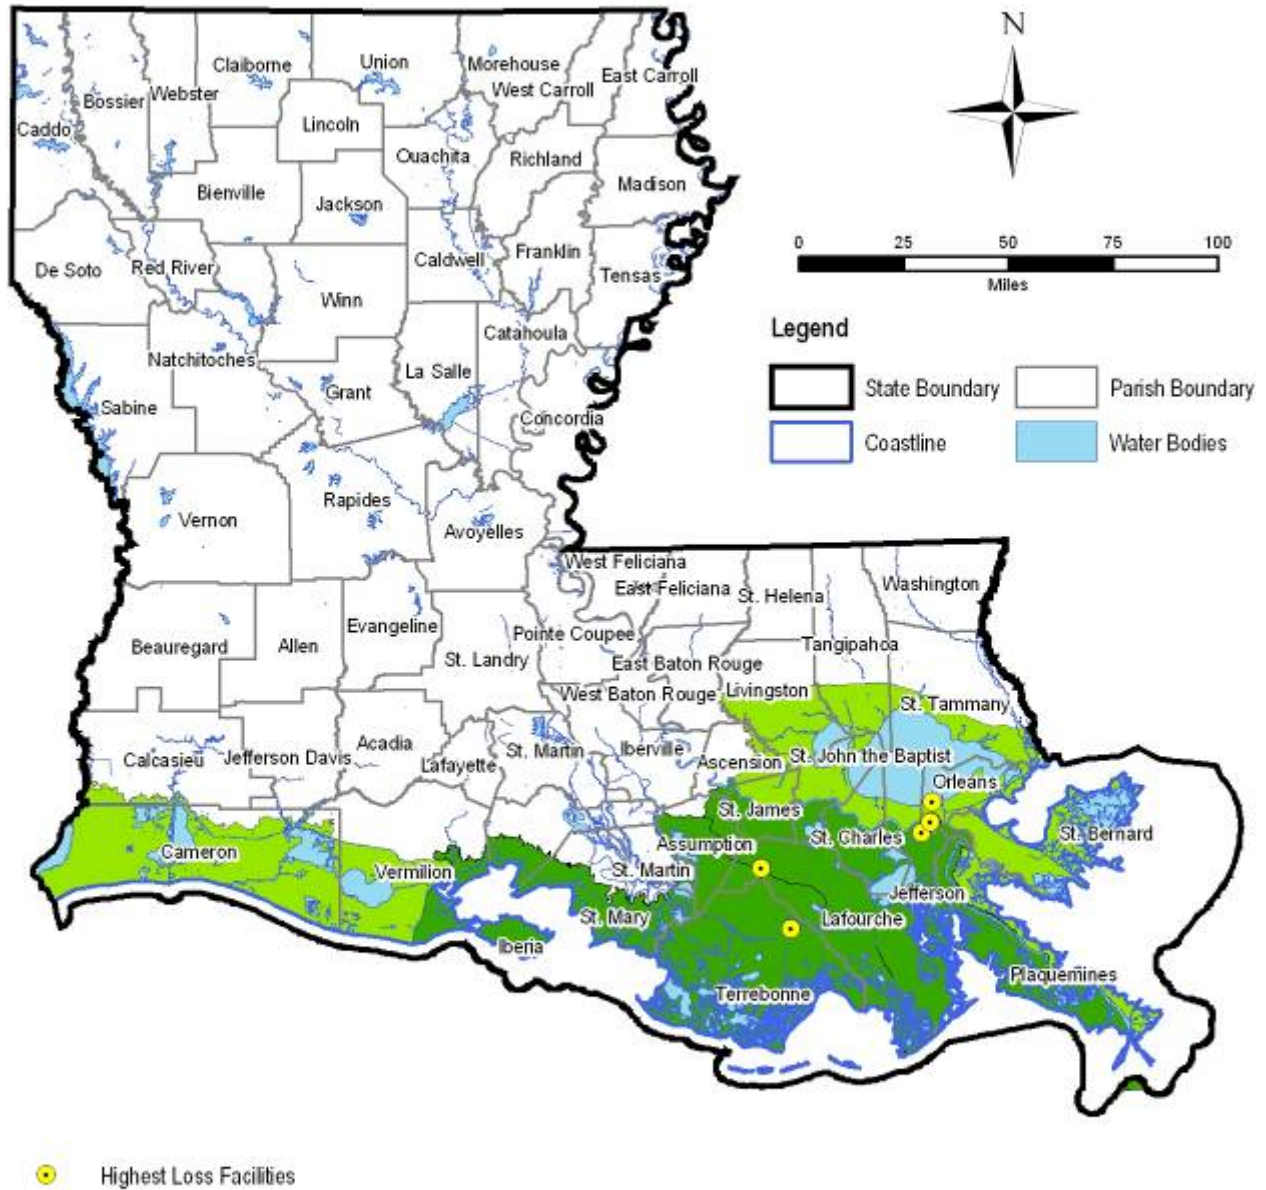 N
Claiborne
Union
Morehouse
East Carroll
West Carroll
Webster
Bossier
Lincoln
Caddo
Ouachita
Richland
Madison
Bienville
Jackson
0 25 50 75 100
Miles
De Soto
Red River
Caldwell
Franklin
Tensas
Winn
Legend
Catahoula
Natchitoches
La Salle
Grant
State Boundary
Parish Boundary
Sabine
Concordia
Coastline
Water Bodies
Rapides
Vernon
Avoyelles
West Feliciana
East Feliciana
St. Helena
Washington
Evangeline
Pointe Coupee
Beauregard
Allen
Tangipahoa
St. Landry
East Baton Rouge
West Baton Rouge
Livingston
St. Tammany
Acadia
St. Martin
Iberville
Calcasieu
Jefferson Davis
Lafayette
Ascension
St. John the Baptist
Orleans
St. James
St. Charles
St. Bernard
Cameron
Assumption
Vermilion
St. Martin
Jefferson
St. Mary
Lafourche
Iberia
Plaquemines
Terrebonne
Highest Loss Facilities